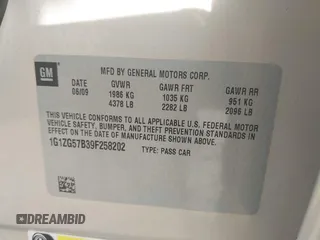 GM
MFD BY GENERAL MOTORS CORP.
DATE GVWR GAWR FRT GAWR RR
06/09 1986 KG 1035 KG 951 KG
4378 LB 2282 LB 2096 LB
THIS VEHICLE CONFORMS TO ALL APPLICABLE U.S. FEDERAL MOTOR
VEHICLE SAFETY, BUMPER, AND THEFT PREVENTION STANDARDS IN
EFFECT ON THE DATE OF MANUFACTURE SHOWN ABOVE.
1G1ZG57B39F258202 TYPE: PASS CAR
DREAMBID